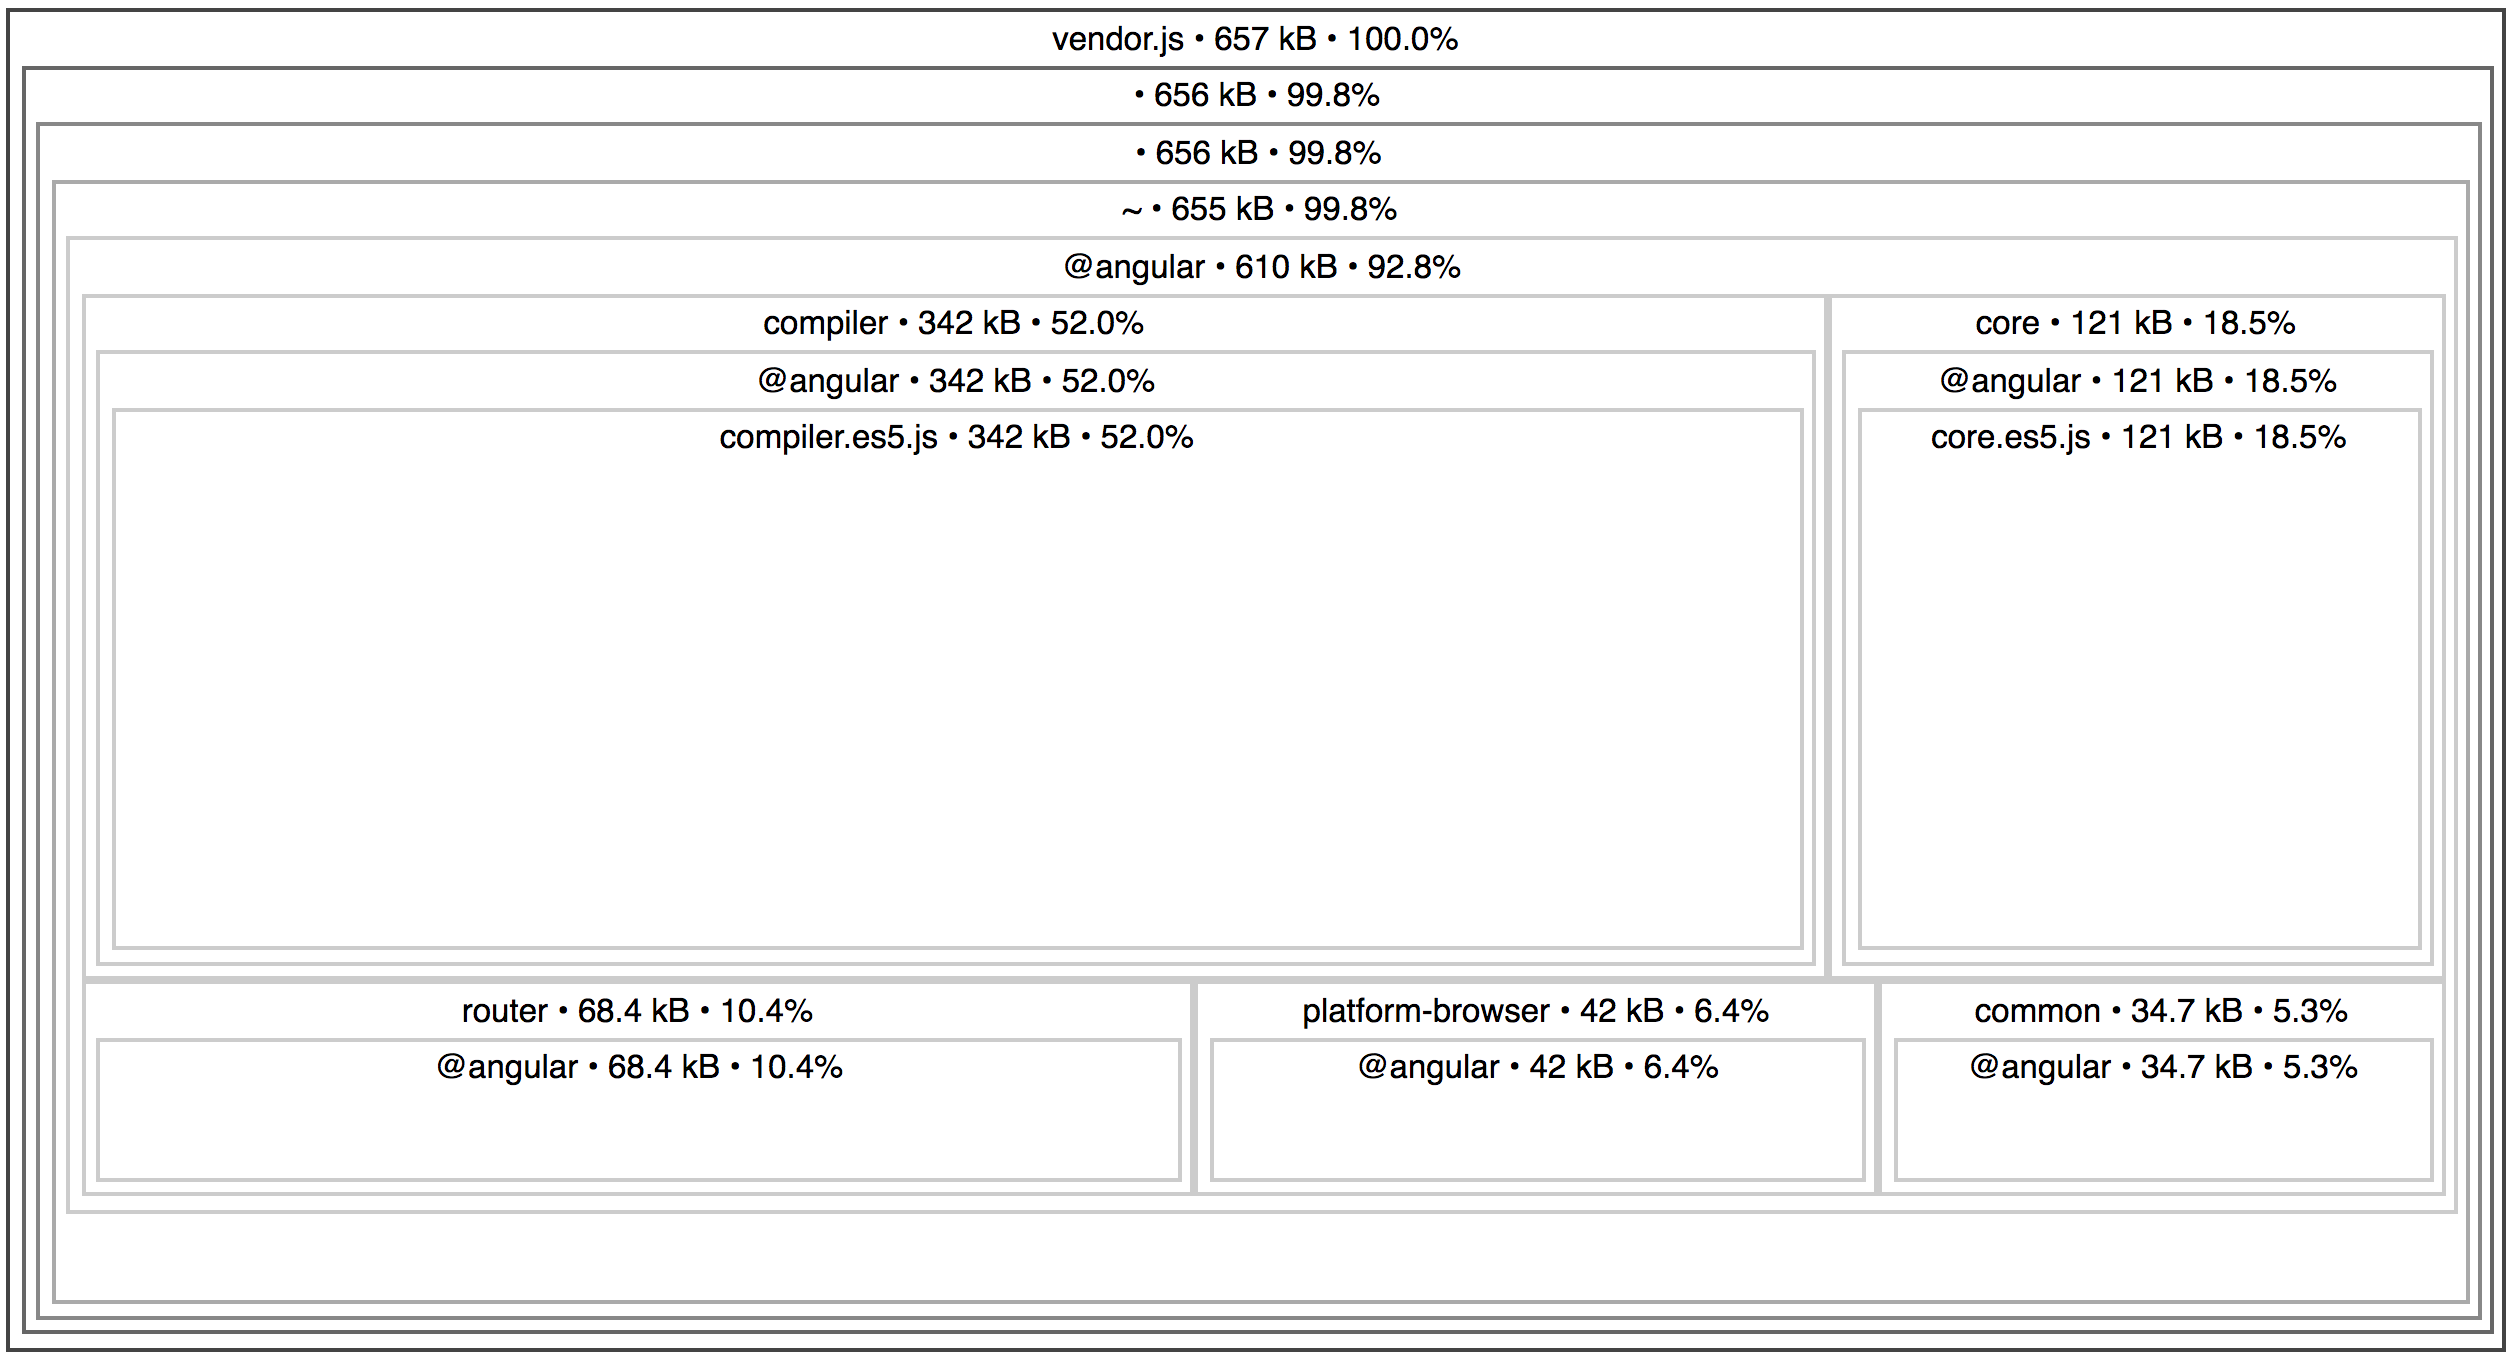 vendor.js • 657 kB • 100.0%
• 656 kB • 99.8%
• 656 kB • 99.8%
~ • 655 kB • 99.8%
@angular • 610 kB • 92.8%
compiler • 342 kB • 52.0%
core • 121 kB • 18.5%
@angular • 342 kB • 52.0%
@angular • 121 kB • 18.5%
compiler.es5.js • 342 kB • 52.0%
core.es5.js • 121 kB • 18.5%
router • 68.4 kB • 10.4%
platform-browser • 42 kB • 6.4%
common • 34.7 kB • 5.3%
@angular • 68.4 kB • 10.4%
@angular • 42 kB • 6.4%
@angular • 34.7 kB • 5.3%